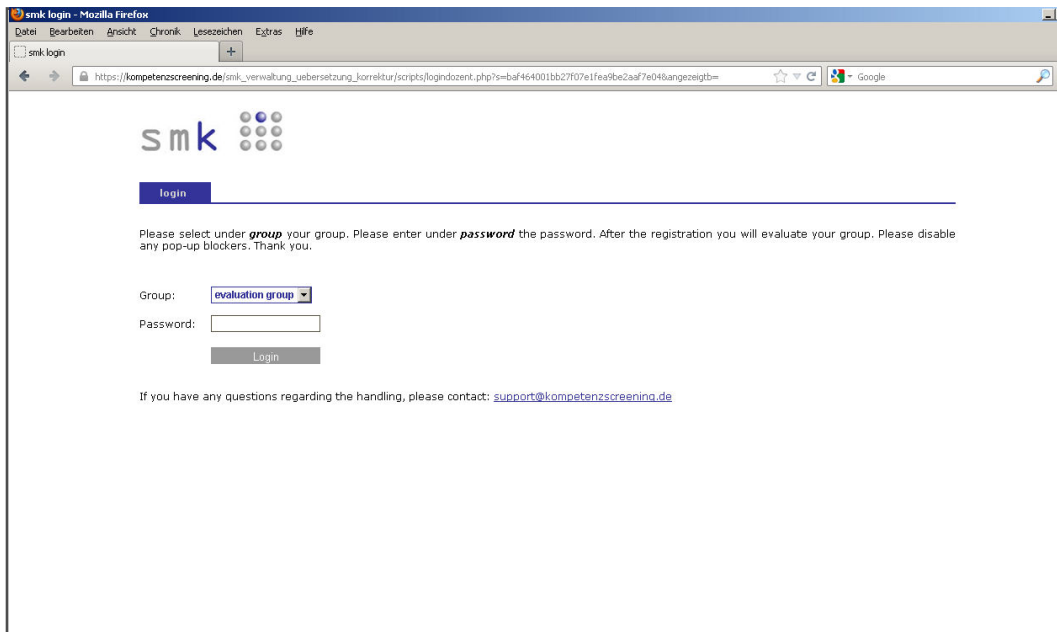 smk login - Mozilla Firefox
Datei Bearbeiten Ansicht Chronik Lesezeichen Extras Hilfe
smk login +
https://kompetenzscreening.de/smk_verwaltung_uebersetzung_korrektur/scripts/logindozent.php?s=baf464001bb27f07e1fea9be2aaf7e04&angezeigtb= Google
smk
login
Please select under group your group. Please enter under password the password. After the registration you will evaluate your group. Please disable
any pop-up blockers. Thank you.
Group: evaluation group
Password:
Login
If you have any questions regarding the handling, please contact: support@kompetenzscreening.de